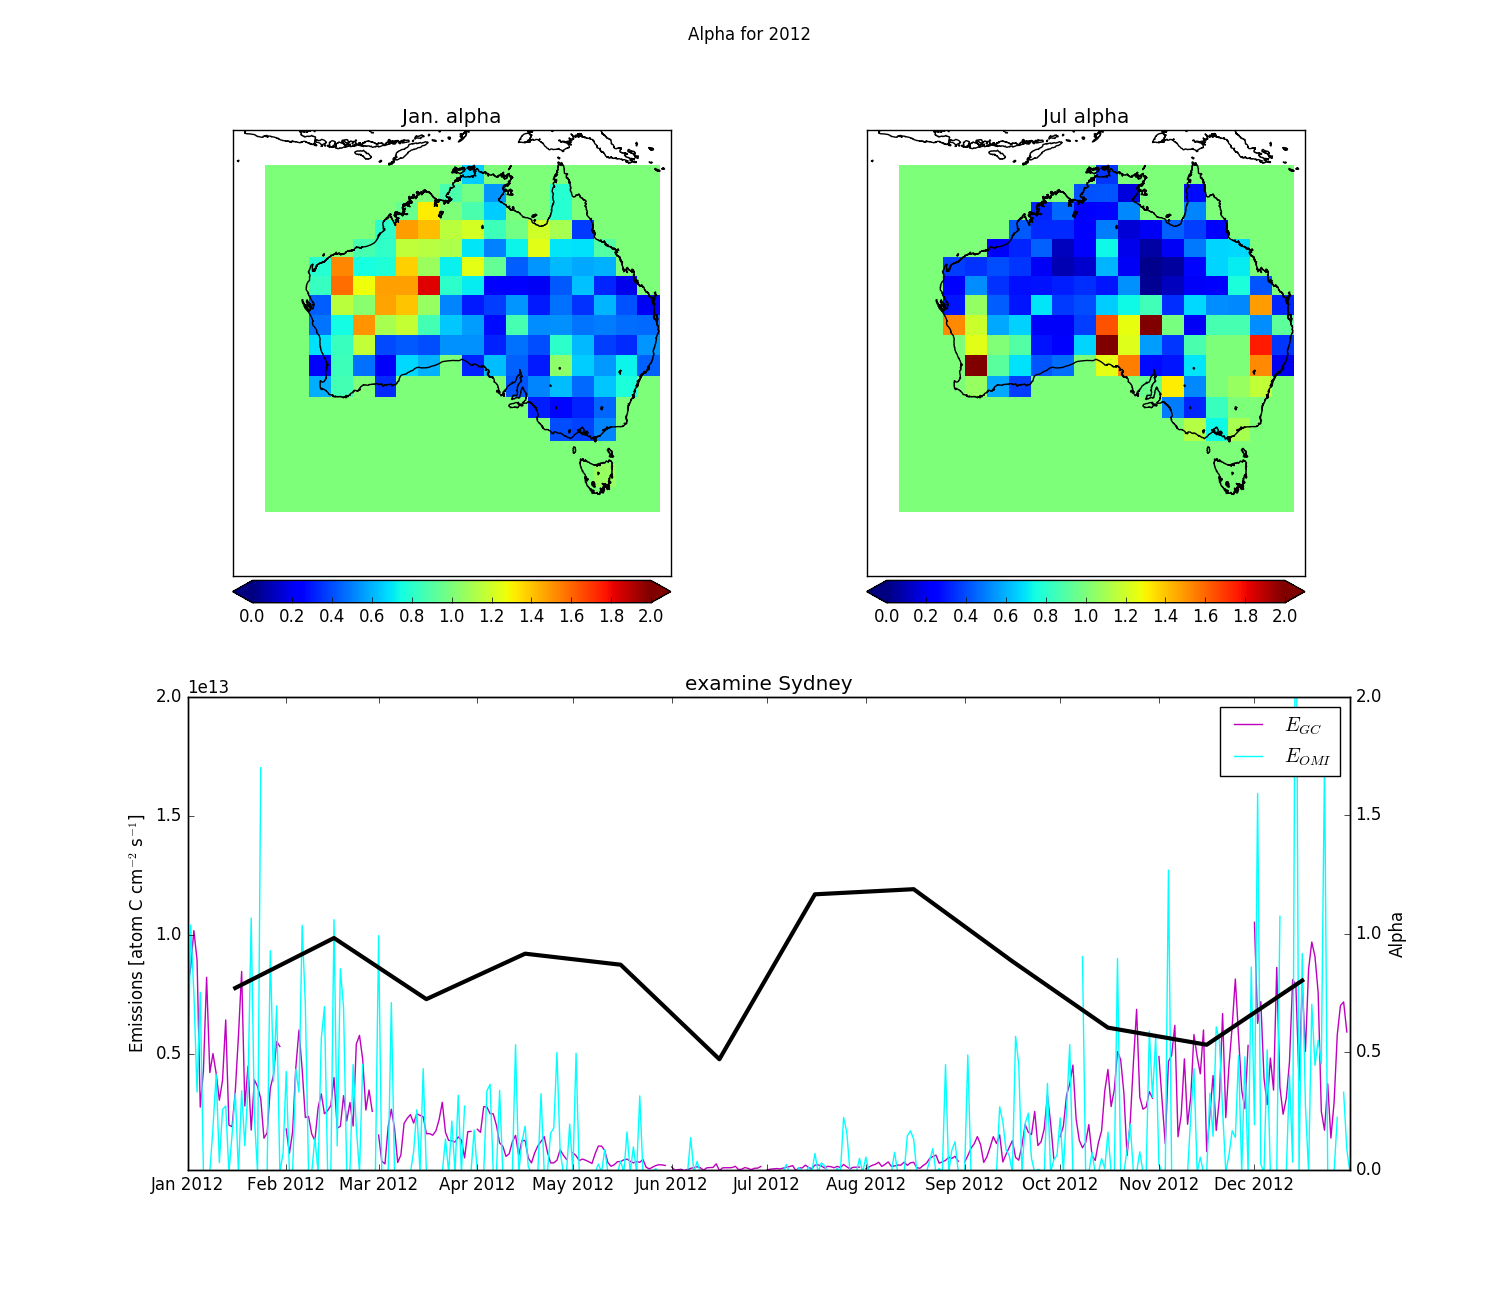 Alpha for 2012
Jan. alpha
Jul alpha
0.0 0.2 0.4 0.6 0.8 1.0 1.2 1.4 1.6 1.8 2.0
0.0 0.2 0.4 0.6 0.8 1.0 1.2 1.4 1.6 1.8 2.0
examine Sydney
1e13
2.0
1.5
1.0
0.5
Emissions [atom C cm⁻² s⁻¹]
E_GC
E_OMI
2.0
1.5
1.0
0.5
0.0
Alpha
Jan 2012 Feb 2012 Mar 2012 Apr 2012 May 2012 Jun 2012 Jul 2012 Aug 2012 Sep 2012 Oct 2012 Nov 2012 Dec 2012